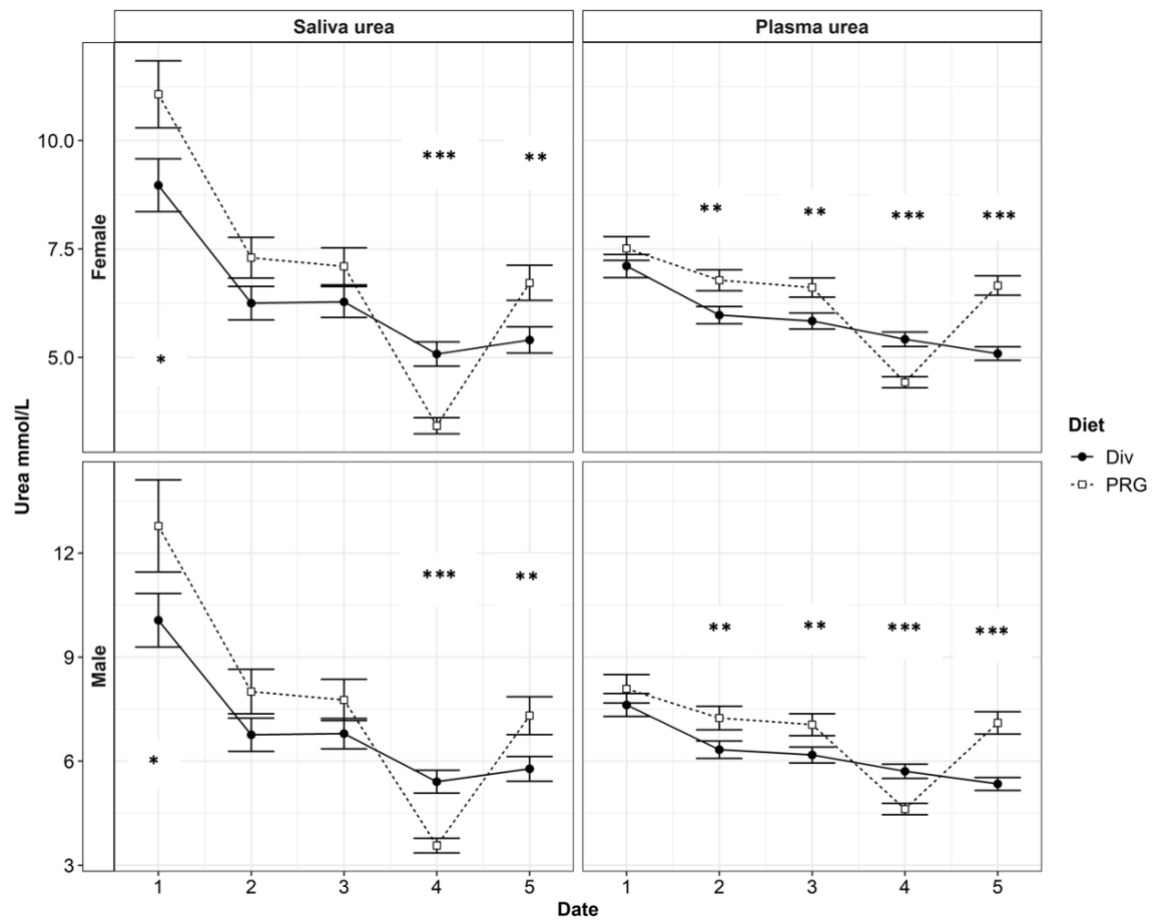 Saliva urea
Plasma urea
Urea mmol/L
Female
10.0
7.5
5.0
*
***
**
**
**
***
***
Male
12
9
6
3
*
***
**
**
**
***
***
1 2 3 4 5
1 2 3 4 5
Date
Diet
Div
PRG